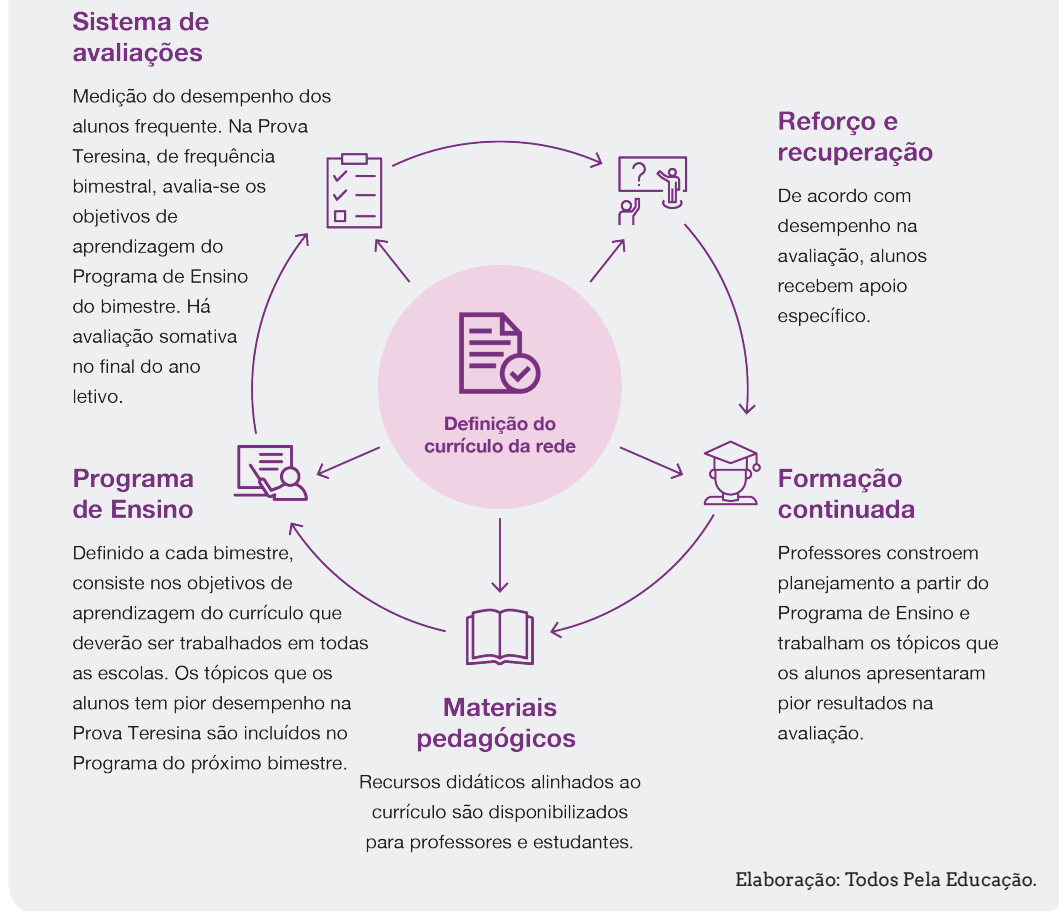 Sistema de
avaliações
Medição do desempenho dos
alunos frequente. Na Prova
Teresina, de frequência
bimestral, avalia-se os
objetivos de
aprendizagem do
Programa de Ensino
do bimestre. Há
avaliação somativa
no final do ano
letivo.
Reforço e
recuperação
De acordo com
desempenho na
avaliação, alunos
recebem apoio
específico.
?
Definição do
currículo da rede
Programa
de Ensino
Definido a cada bimestre,
consiste nos objetivos de
aprendizagem do currículo que
deverão ser trabalhados em todas
as escolas. Os tópicos que os
alunos tem pior desempenho na
Prova Teresina são incluídos no
Programa do próximo bimestre.
Formação
continuada
Professores constroem
planejamento a partir do
Programa de Ensino e
trabalham os tópicos que
os alunos apresentaram
pior resultados na
avaliação.
Materiais
pedagógicos
Recursos didáticos alinhados ao
currículo são disponibilizados
para professores e estudantes.
Elaboração: Todos Pela Educação.